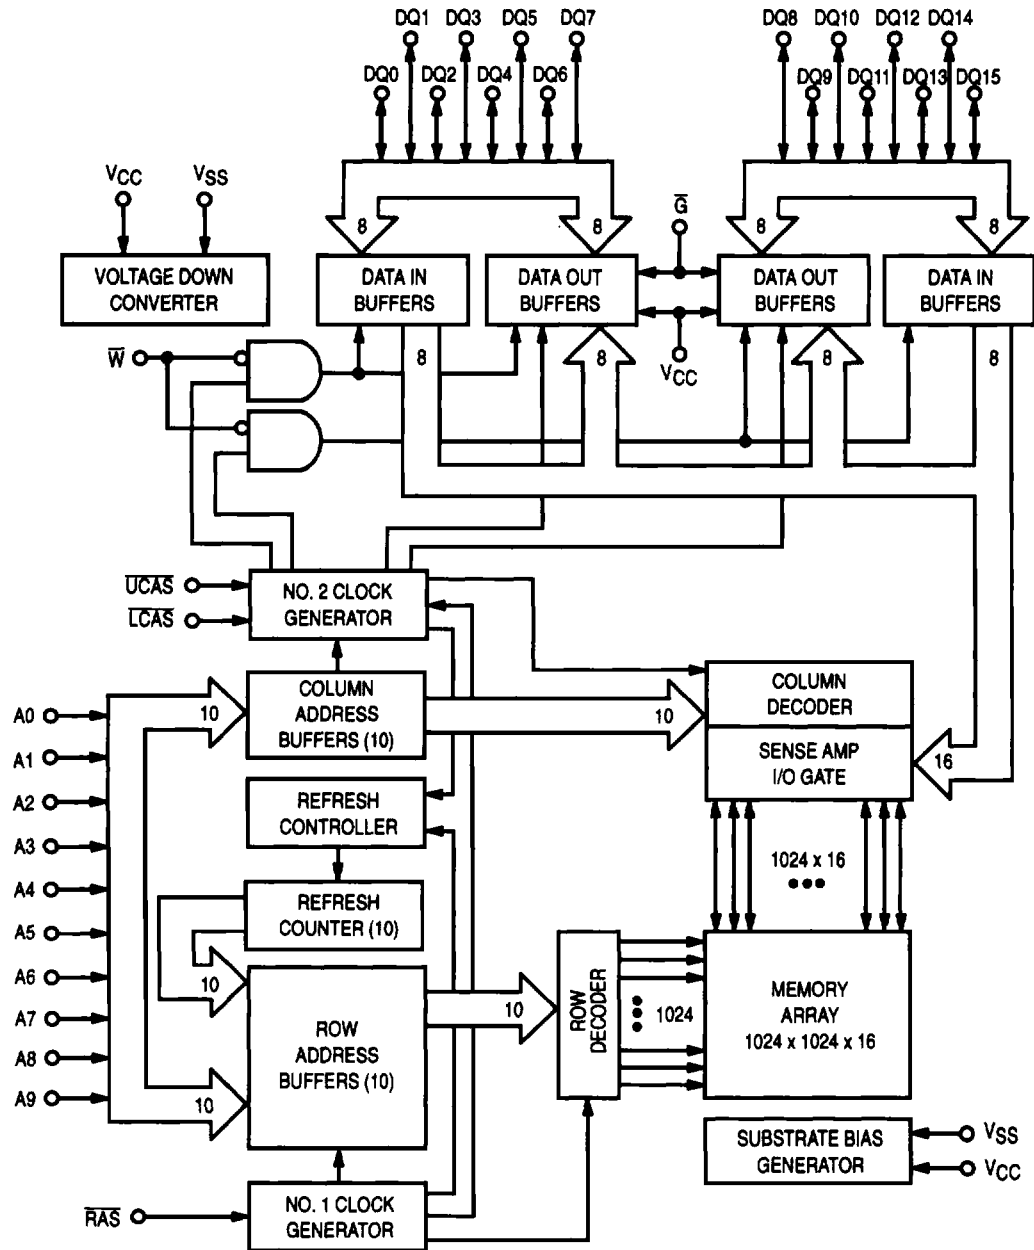 DQ1 DQ3 DQ5 DQ7 DQ8 DQ10 DQ12 DQ14
DQ0 DQ2 DQ4 DQ6 DQ9 DQ11 DQ13 DQ15
VCC VSS
8 8 G̅ 8 8
VOLTAGE DOWN
CONVERTER
DATA IN
BUFFERS
DATA OUT
BUFFERS
DATA OUT
BUFFERS
DATA IN
BUFFERS
W̅
8 8 VCC 8 8
U̅C̅A̅S̅
L̅C̅A̅S̅
NO. 2 CLOCK
GENERATOR
A0
A1
A2
A3
A4
A5
A6
A7
A8
A9
10
COLUMN
ADDRESS
BUFFERS (10)
10
COLUMN
DECODER
SENSE AMP
I/O GATE
16
REFRESH
CONTROLLER
1024 x 16
REFRESH
COUNTER (10)
10
ROW
ADDRESS
BUFFERS (10)
10
10
ROW
DECODER
1024
MEMORY
ARRAY
1024 x 1024 x 16
SUBSTRATE BIAS
GENERATOR
VSS
VCC
R̅A̅S̅
NO. 1 CLOCK
GENERATOR